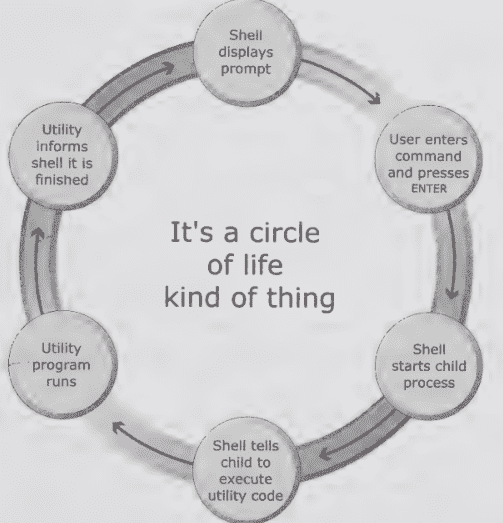 Shell
displays
prompt
User enters
command
and presses
ENTER
Shell
starts child
process
Shell tells
child to
execute
utility code
Utility
program
runs
Utility
informs
shell it is
finished
It's a circle
of life
kind of thing